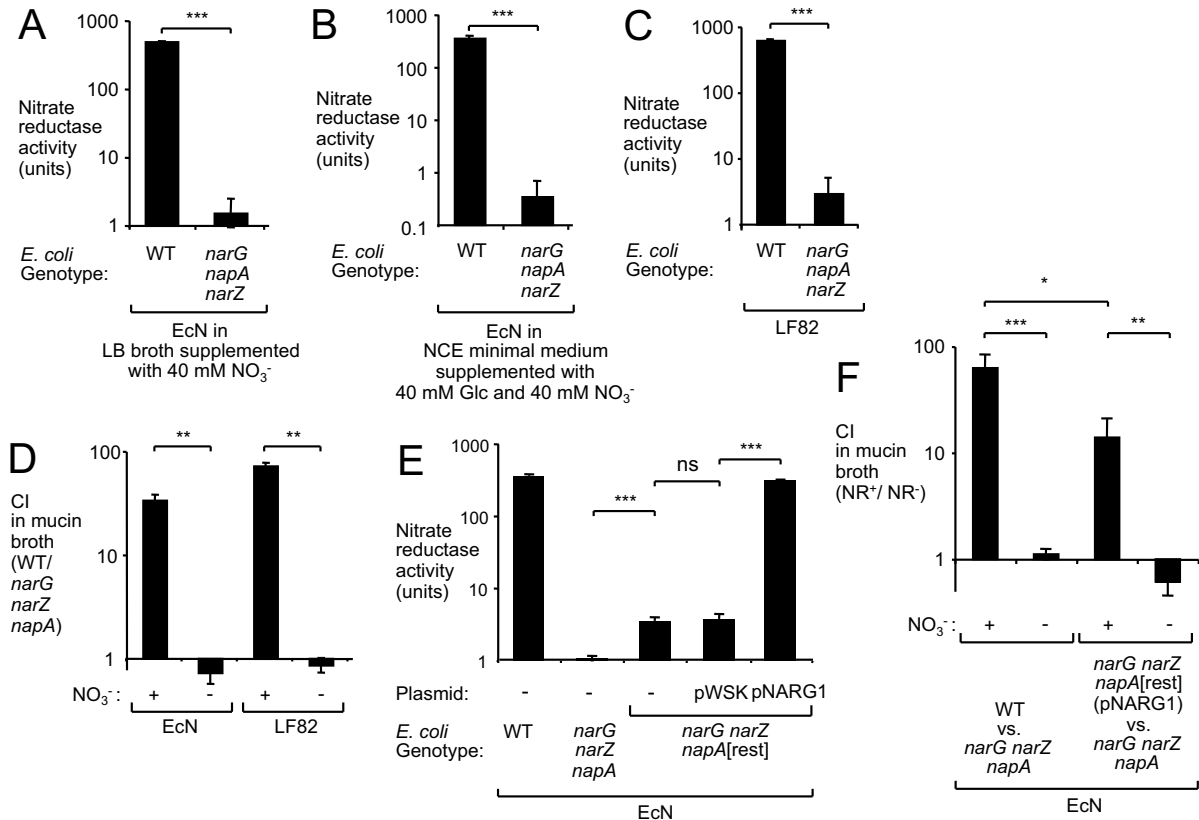 A
1000
***
100
Nitrate
reductase
activity
(units)
10
1
E. coli
Genotype:
WT
narG
napA
narZ
EcN in
LB broth supplemented
with 40 mM NO3-
B
1000
***
100
Nitrate
reductase
activity
(units)
10
1
0.1
E. coli
Genotype:
WT
narG
napA
narZ
EcN in
NCE minimal medium
supplemented with
40 mM Glc and 40 mM NO3-
C
1000
***
100
Nitrate
reductase
activity
(units)
10
1
E. coli
Genotype:
WT
narG
napA
narZ
LF82
D
100
**
**
CI
in mucin
broth
(WT/
narG
narZ
napA)
10
1
NO3-:
+
-
+
-
EcN
LF82
E
1000
***
ns
***
100
Nitrate
reductase
activity
(units)
10
1
Plasmid:
-
-
-
pWSK
pNARG1
E. coli
Genotype:
WT
narG
narZ
napA
narG narZ
napA[rest]
EcN
F
*
***
**
100
CI
in mucin
broth
(NR+/ NR-)
10
1
NO3-:
+
-
+
-
WT
vs.
narG narZ
napA
narG narZ
napA[rest]
(pNARG1)
vs.
narG narZ
napA
EcN